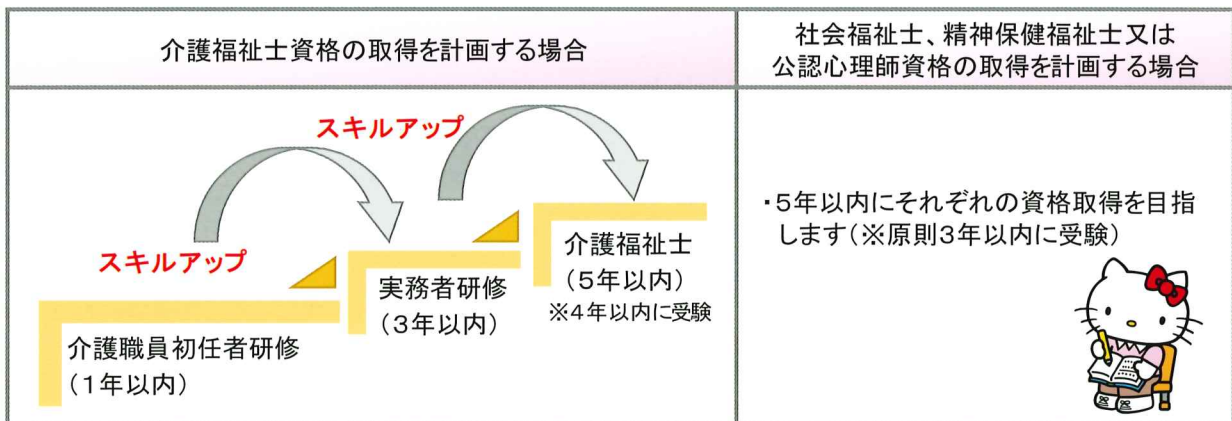 介護福祉士資格の取得を計画する場合
社会福祉士、精神保健福祉士又は
公認心理師資格の取得を計画する場合
スキルアップ
スキルアップ
介護職員初任者研修
（1年以内）
実務者研修
（3年以内）
介護福祉士
（5年以内）
※4年以内に受験
・5年以内にそれぞれの資格取得を目指
します（※原則3年以内に受験）